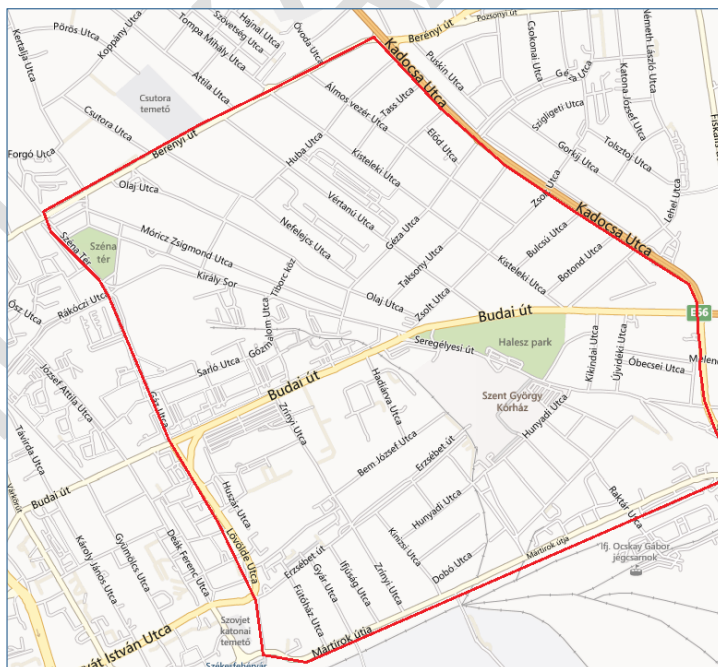 Pörös Utca
Koppány Utca
Tompa Mihály Utca
Szövetség Utca
Hajnal Utca
Óvoda Utca
Berényi út
Pozsonyi út
Csokonai Utca
Németh László Utca
Kertalja Utca
Attila Utca
Kadocsa Utca
Puskin Utca
Géza Utca
Katona József Utca
Csutora
temető
Álmos vezér Utca
Tass Utca
Szigligeti Utca
Csutora Utca
Berényi út
Huba Utca
Kisteleki Utca
Előd Utca
Gorkij Utca
Tolsztoj Utca
Forgó Utca
Olaj Utca
Vértanú Utca
Zsolt Utca
Lehel Utca
Széna Tér
Széna
tér
Móricz Zsigmond Utca
Nefelejcs Utca
Géza Utca
Bulcsú Utca
Kadocsa Utca
Király Sor
Tiborc köz
Taksony Utca
Kisteleki Utca
Botond Utca
Ősz Utca
Rákóczi Utca
Olaj Utca
Zsolt Utca
Budai út
E66
Gáz Utca
Sarló Utca
Gözmalom Utca
Seregélyesi út
Halesz park
Kikindai Utca
Újvidéki Utca
Óbecsei Utca
József Attila Utca
Budai út
Hadiárva Utca
Szent György
Kórház
Távirda Utca
Zrínyi Utca
Hunyadi Utca
Várkörút
Budai út
Bem József Utca
Erzsébet út
Huszár Utca
Hunyadi Utca
Raktár Utca
Károly János Utca
Gyümölcs Utca
Deák Ferenc Utca
Lövölde Utca
Erzsébet út
Kinizsi Utca
Mártírok útja
Ifj. Ocskay Gábor
jégcsarnok
Fütőház Utca
Gyár Utca
Ifjúság Utca
Zrínyi Utca
Dobó Utca
Szovjet
katonai
temető
Mártírok útja
István Utca
Székesfehérvár